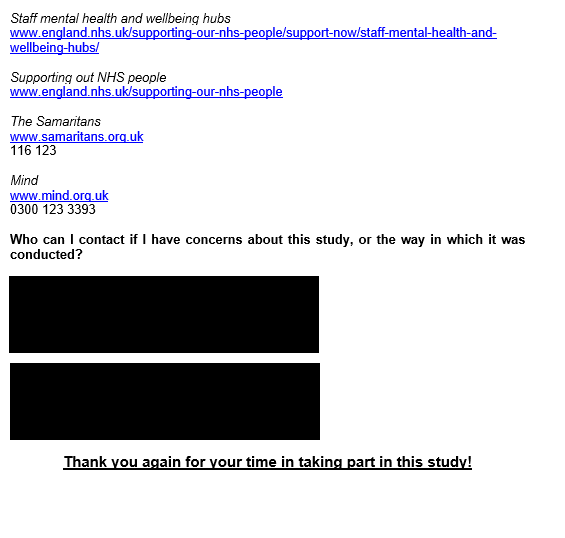 Staff mental health and wellbeing hubs
www.england.nhs.uk/supporting-our-nhs-people/support-now/staff-mental-health-and-
wellbeing-hubs/
Supporting out NHS people
www.england.nhs.uk/supporting-our-nhs-people
The Samaritans
www.samaritans.org.uk
116 123
Mind
www.mind.org.uk
0300 123 3393
Who can I contact if I have concerns about this study, or the way in which it was
conducted?
Thank you again for your time in taking part in this study!